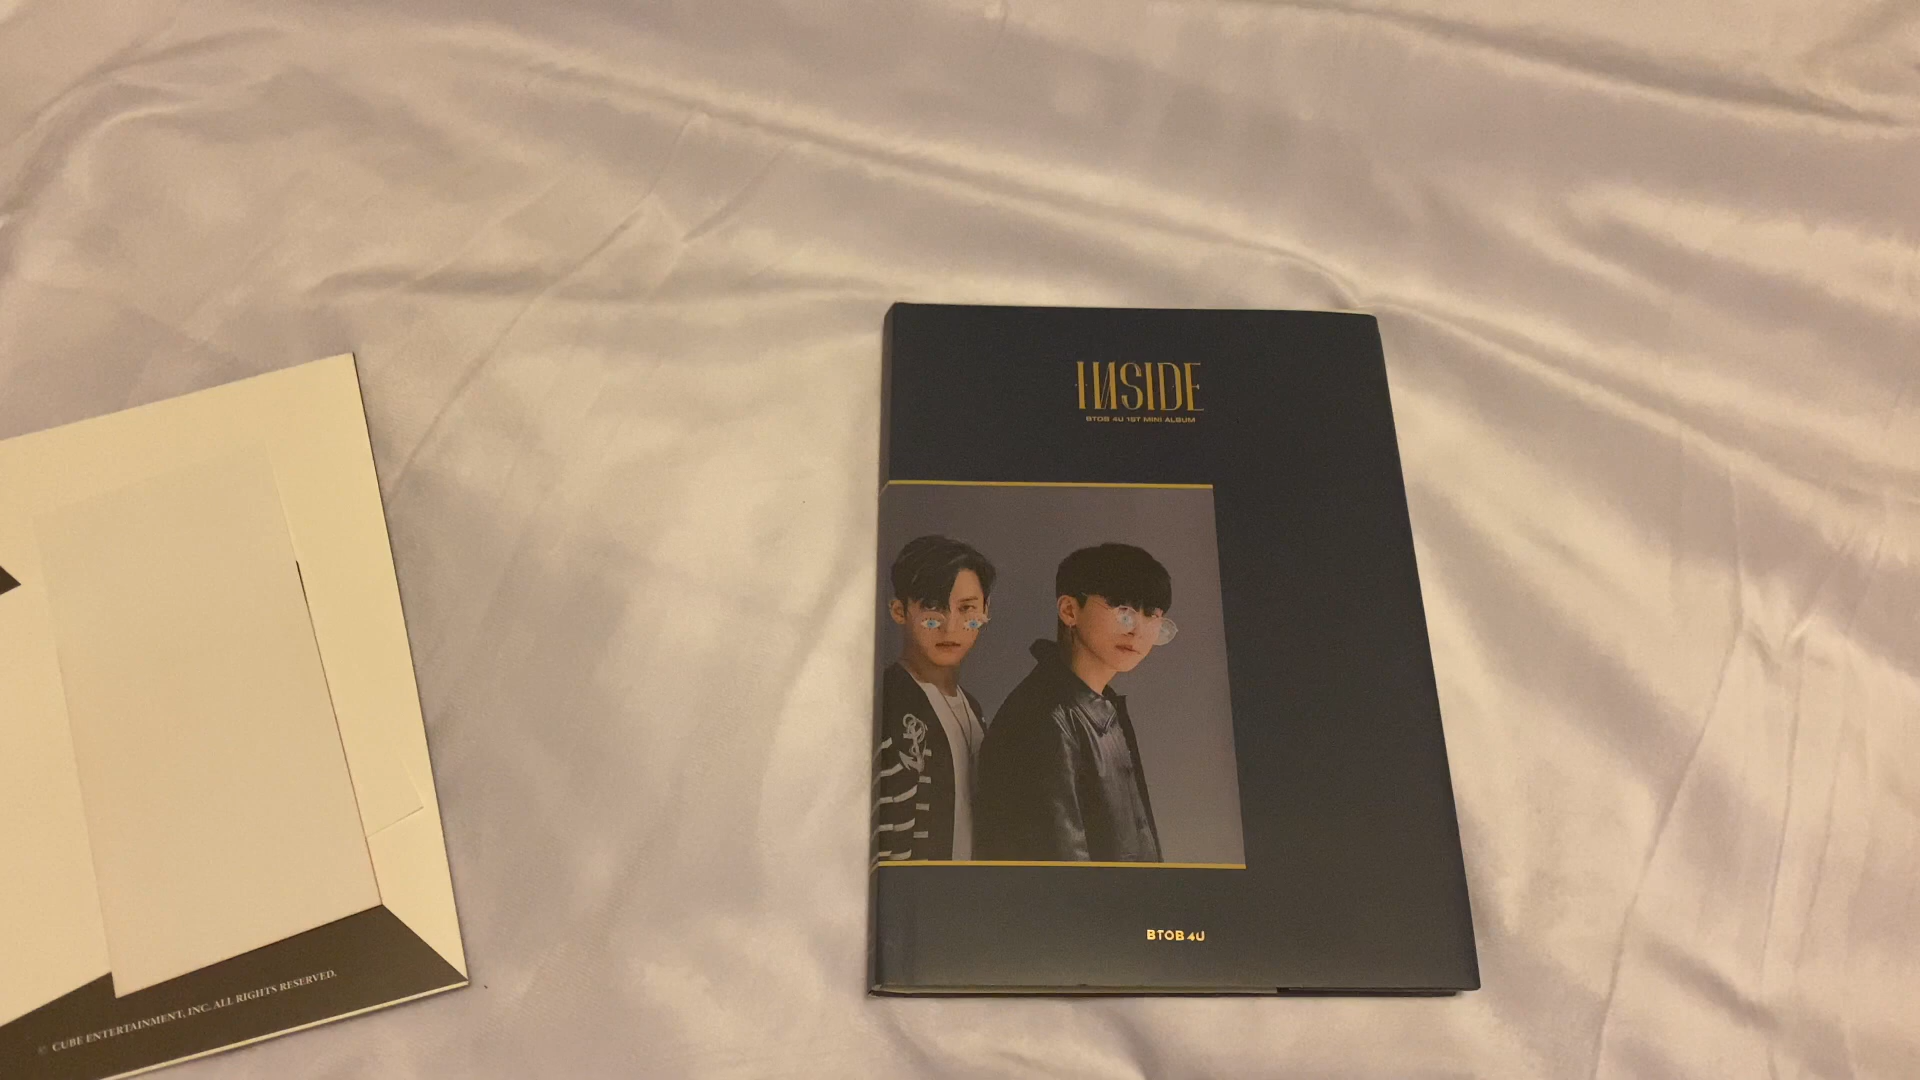 INSIDE
BTOB 4U 1ST MINI ALBUM
BTOB 4U
© CUBE ENTERTAINMENT, INC. ALL RIGHTS RESERVED.